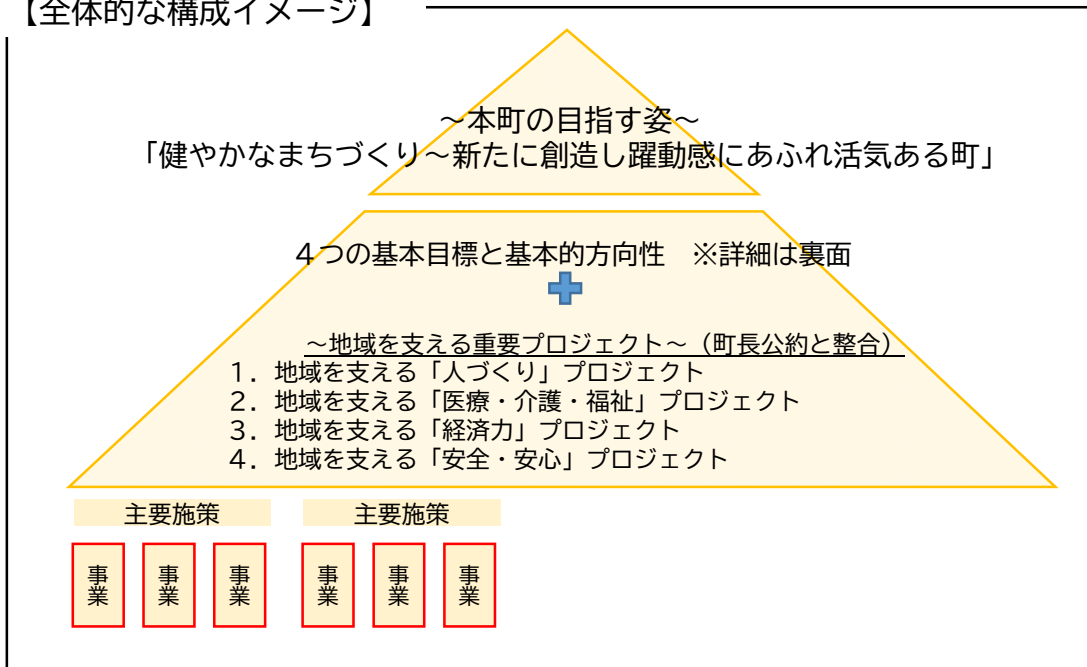 【全体的な構成イメージ】
～本町の目指す姿～
「健やかなまちづくり～新たに創造し躍動感にあふれ活気ある町」
４つの基本目標と基本的方向性　※詳細は裏面
～地域を支える重要プロジェクト～（町長公約と整合）
１．地域を支える「人づくり」プロジェクト
２．地域を支える「医療・介護・福祉」プロジェクト
３．地域を支える「経済力」プロジェクト
４．地域を支える「安全・安心」プロジェクト
主要施策
主要施策
事業
事業
事業
事業
事業
事業